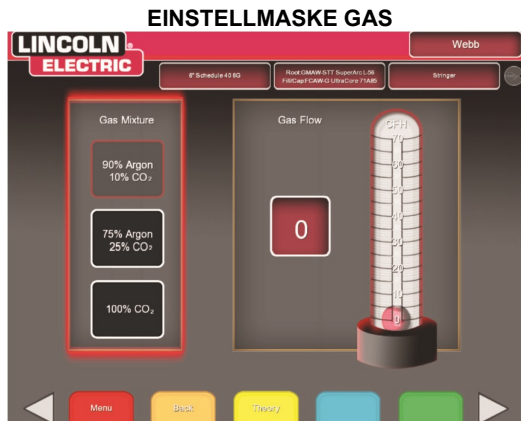 EINSTELLMASKE GAS
LINCOLN ®
ELECTRIC
Webb
6" Schedule 40 6G
Root:GMAW-STT SuperArc L-56
Fill/Cap:FCAW-G UltraCore 71A85
Stringer
Gas Mixture
90% Argon
10% CO₂
75% Argon
25% CO₂
100% CO₂
Gas Flow
0
CFH
70
60
50
40
30
20
10
0
Menu
Back
Theory